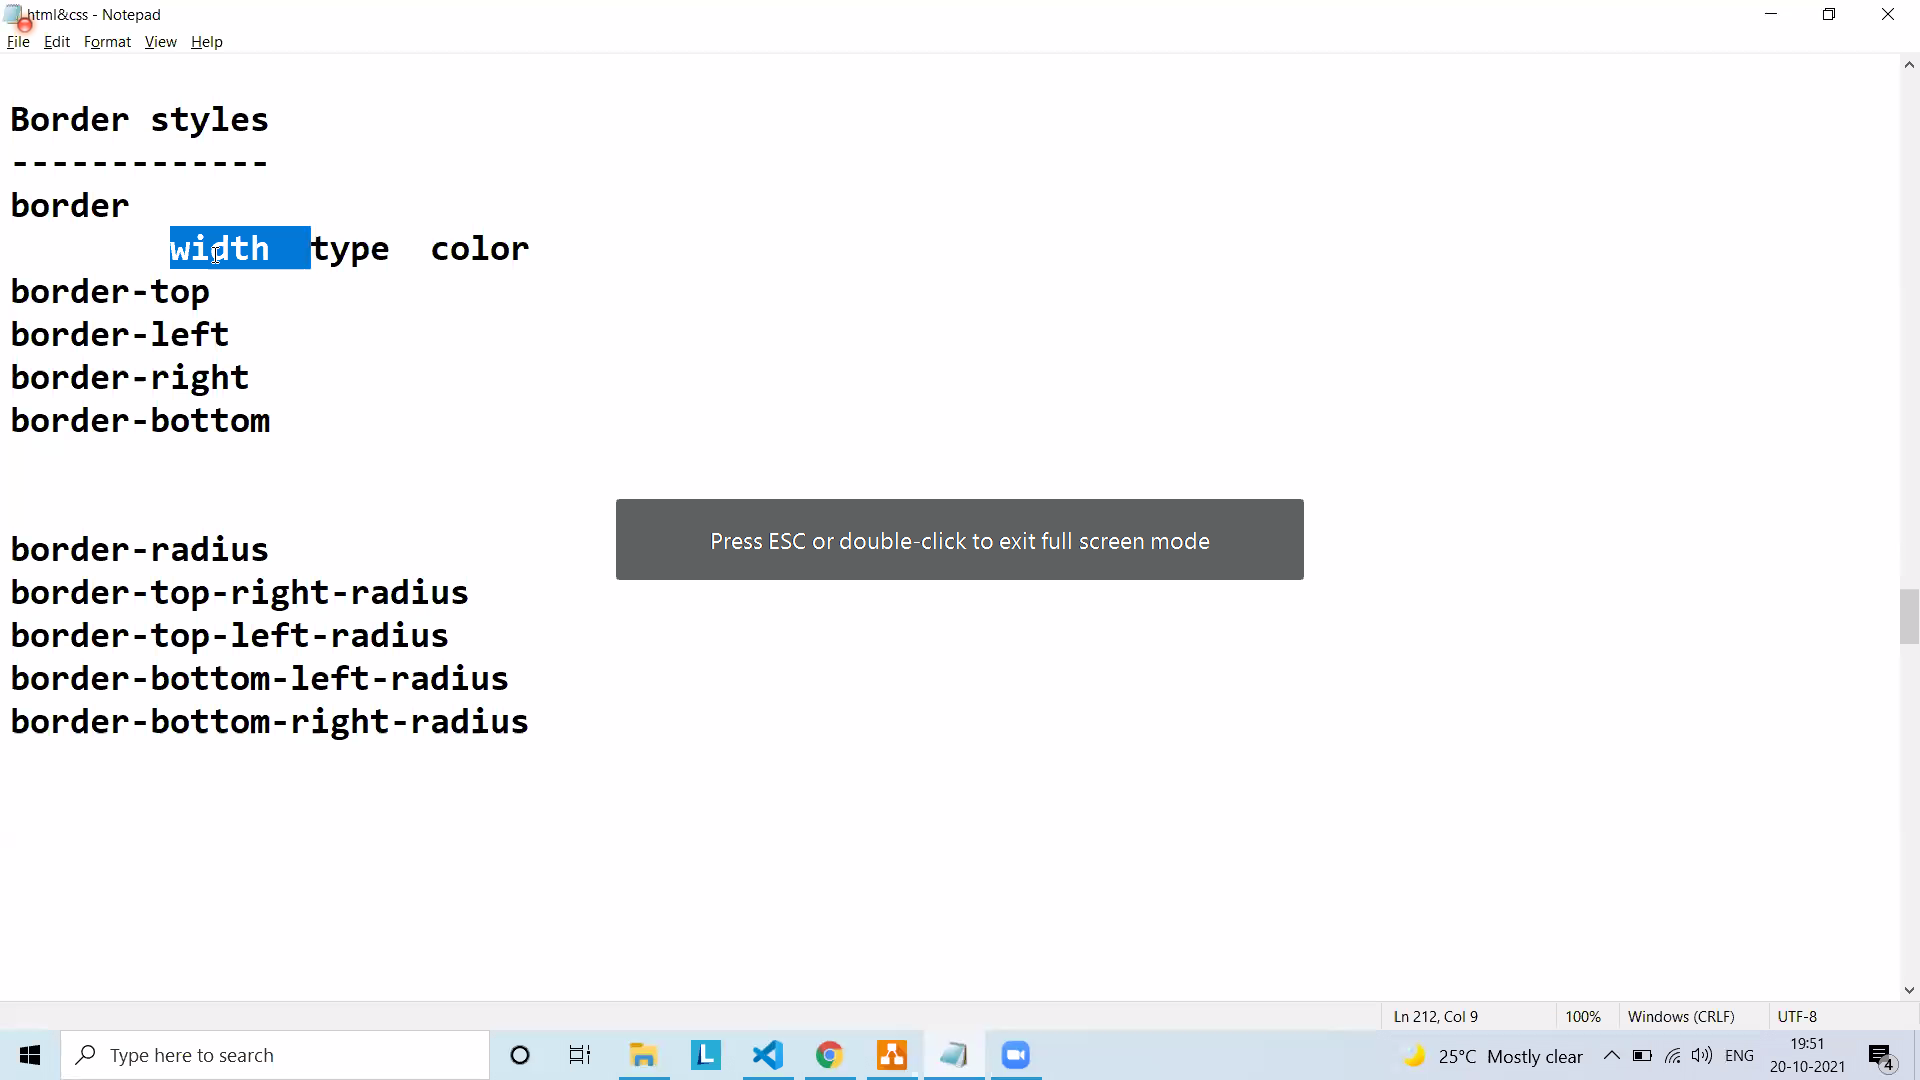 html&css - Notepad
File Edit Format View Help
Border styles
-------------
border
width type color
border-top
border-left
border-right
border-bottom
Press ESC or double-click to exit full screen mode
border-radius
border-top-right-radius
border-top-left-radius
border-bottom-left-radius
border-bottom-right-radius
Ln 212, Col 9 100% Windows (CRLF) UTF-8
Type here to search
L
25°C Mostly clear
ENG
19:51
20-10-2021
4